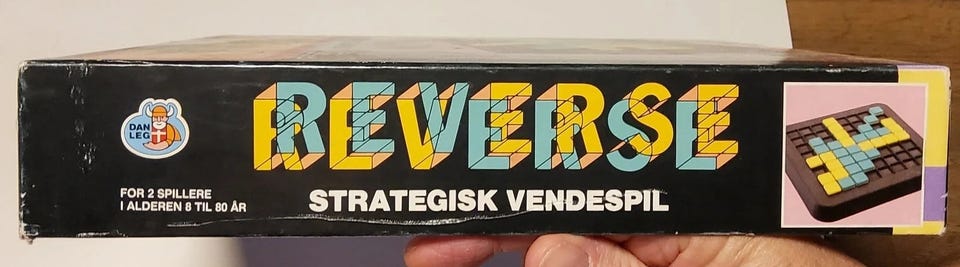 DAN
LEG
REVERSE
FOR 2 SPILLERE
I ALDEREN 8 TIL 80 ÅR
STRATEGISK VENDESPIL